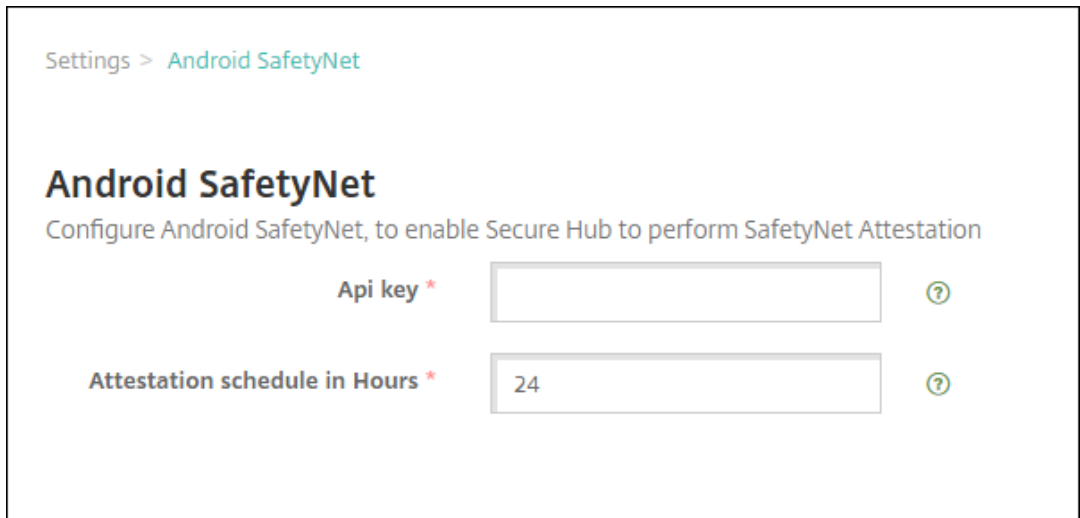 Settings > Android SafetyNet
Android SafetyNet
Configure Android SafetyNet, to enable Secure Hub to perform SafetyNet Attestation
Api key * ?
Attestation schedule in Hours * 24 ?